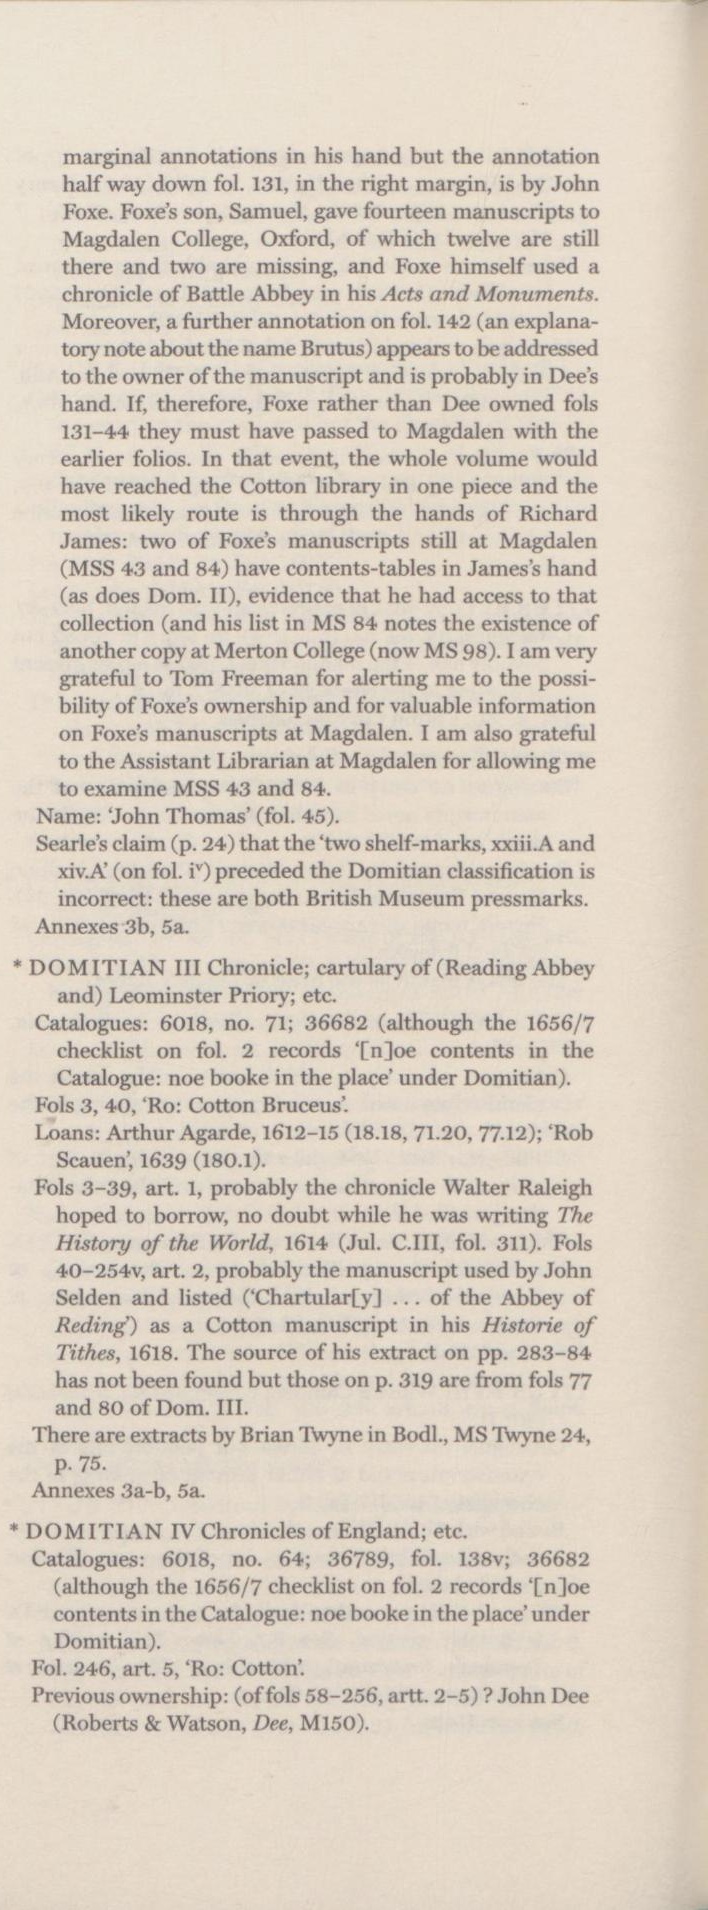 marginal annotations in his hand but the annotation
half way down fol. 131, in the right margin, is by John
Foxe. Foxe's son, Samuel, gave fourteen manuscripts to
Magdalen College, Oxford, of which twelve are still
there and two are missing, and Foxe himself used a
chronicle of Battle Abbey in his Acts and Monuments.
Moreover, a further annotation on fol. 142 (an explana-
tory note about the name Brutus) appears to be addressed
to the owner of the manuscript and is probably in Dee's
hand. If, therefore, Foxe rather than Dee owned fols
131–44 they must have passed to Magdalen with the
earlier folios. In that event, the whole volume would
have reached the Cotton library in one piece and the
most likely route is through the hands of Richard
James: two of Foxe's manuscripts still at Magdalen
(MSS 43 and 84) have contents-tables in James's hand
(as does Dom. II), evidence that he had access to that
collection (and his list in MS 84 notes the existence of
another copy at Merton College (now MS 98). I am very
grateful to Tom Freeman for alerting me to the possi-
bility of Foxe's ownership and for valuable information
on Foxe's manuscripts at Magdalen. I am also grateful
to the Assistant Librarian at Magdalen for allowing me
to examine MSS 43 and 84.
Name: 'John Thomas' (fol. 45).
Searle's claim (p. 24) that the 'two shelf-marks, xxiii.A and
xiv.A' (on fol. iᵛ) preceded the Domitian classification is
incorrect: these are both British Museum pressmarks.
Annexes 3b, 5a.
* DOMITIAN III Chronicle; cartulary of (Reading Abbey
and) Leominster Priory; etc.
Catalogues: 6018, no. 71; 36682 (although the 1656/7
checklist on fol. 2 records '[n]oe contents in the
Catalogue: noe booke in the place' under Domitian).
Fols 3, 40, 'Ro: Cotton Bruceus'.
Loans: Arthur Agarde, 1612–15 (18.18, 71.20, 77.12); 'Rob
Scauen', 1639 (180.1).
Fols 3–39, art. 1, probably the chronicle Walter Raleigh
hoped to borrow, no doubt while he was writing The
History of the World, 1614 (Jul. C.III, fol. 311). Fols
40–254v, art. 2, probably the manuscript used by John
Selden and listed ('Chartular[y] ... of the Abbey of
Reding') as a Cotton manuscript in his Historie of
Tithes, 1618. The source of his extract on pp. 283–84
has not been found but those on p. 319 are from fols 77
and 80 of Dom. III.
There are extracts by Brian Twyne in Bodl., MS Twyne 24,
p. 75.
Annexes 3a-b, 5a.
* DOMITIAN IV Chronicles of England; etc.
Catalogues: 6018, no. 64; 36789, fol. 138v; 36682
(although the 1656/7 checklist on fol. 2 records '[n]oe
contents in the Catalogue: noe booke in the place' under
Domitian).
Fol. 246, art. 5, 'Ro: Cotton'.
Previous ownership: (of fols 58–256, artt. 2–5) ? John Dee
(Roberts & Watson, Dee, M150).